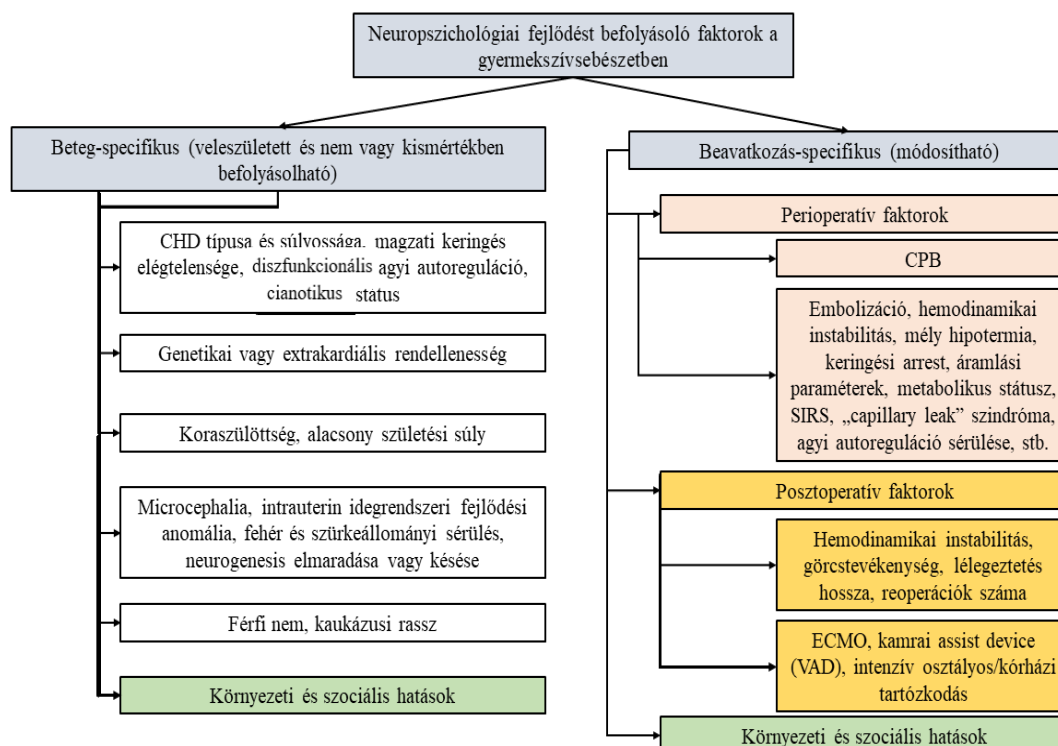 Neuropszichológiai fejlődést befolyásoló faktorok a
gyermekszívsebészetben
Beteg-specifikus (veleszületett és nem vagy kismértékben
befolyásolható)
CHD típusa és súlyossága, magzati keringés
elégtelensége, diszfunkcionális agyi autoreguláció,
cianotikus status
Genetikai vagy extrakardiális rendellenesség
Koraszülöttség, alacsony születési súly
Microcephalia, intrauterin idegrendszeri fejlődési
anomália, fehér és szürkeállományi sérülés,
neurogenesis elmaradása vagy késése
Férfi nem, kaukázusi rassz
Környezeti és szociális hatások
Beavatkozás-specifikus (módosítható)
Perioperatív faktorok
CPB
Embolizáció, hemodinamikai
instabilitás, mély hipotermia,
keringési arrest, áramlási
paraméterek, metabolikus státusz,
SIRS, „capillary leak” szindróma,
agyi autoreguláció sérülése, stb.
Posztoperatív faktorok
Hemodinamikai instabilitás,
görcstevékenység, lélegeztetés
hossza, reoperációk száma
ECMO, kamrai assist device
(VAD), intenzív osztályos/kórházi
tartózkodás
Környezeti és szociális hatások